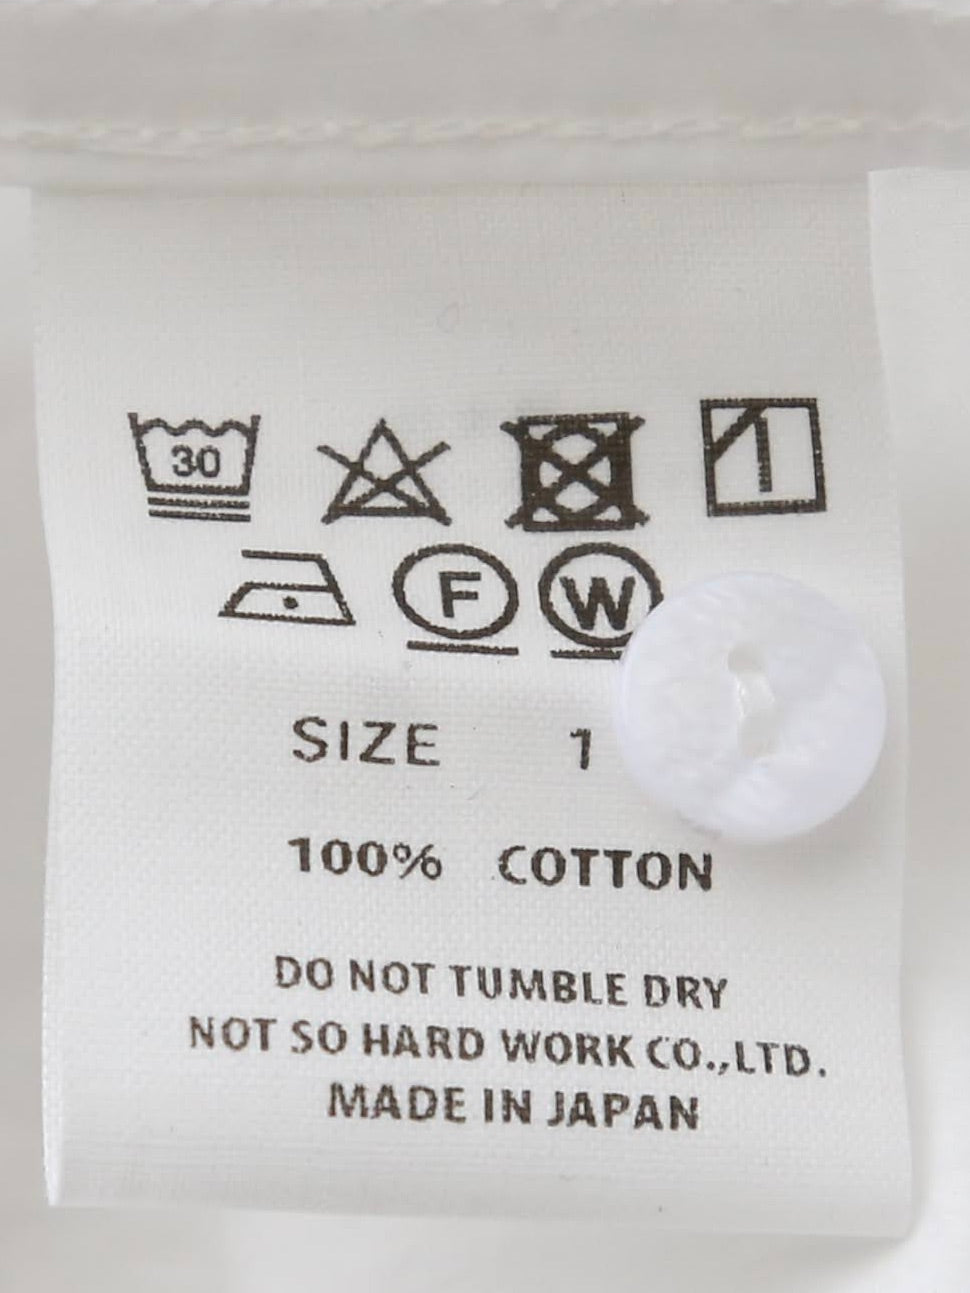 30
F W
SIZE 1
100% COTTON
DO NOT TUMBLE DRY
NOT SO HARD WORK CO.,LTD.
MADE IN JAPAN